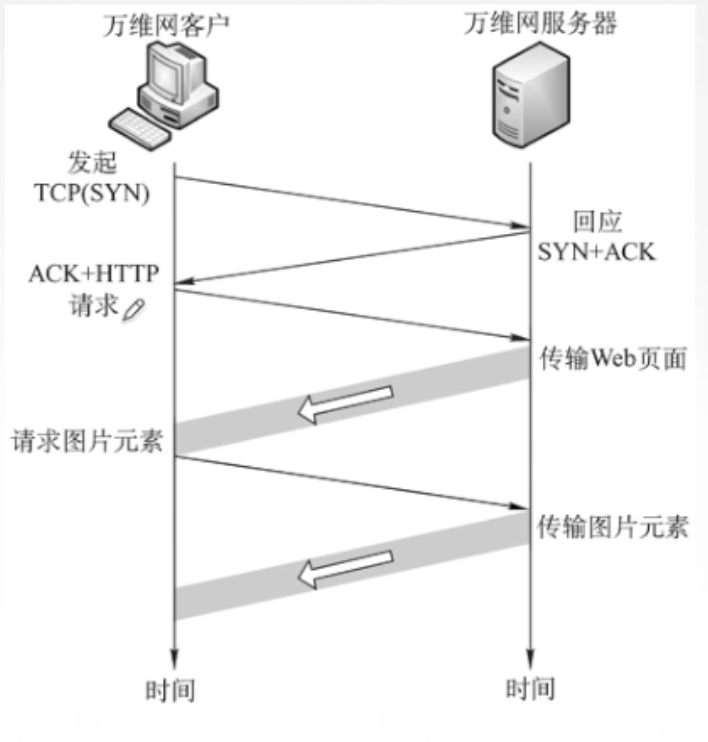 万维网客户
万维网服务器
发起
TCP(SYN)
回应
SYN+ACK
ACK+HTTP
请求
传输Web页面
请求图片元素
传输图片元素
时间
时间